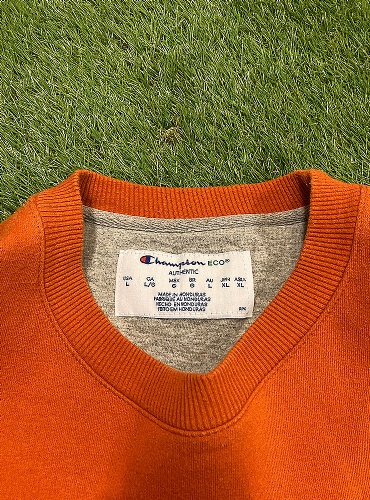 Champion ECO®
AUTHENTIC
USA CA MEX BR AU JPN ASIA
L L/G G G L XL XL
MADE IN HONDURAS
FABRIQUÉ AU HONDURAS
HECHO EN HONDURAS
FEITO EM HONDURAS